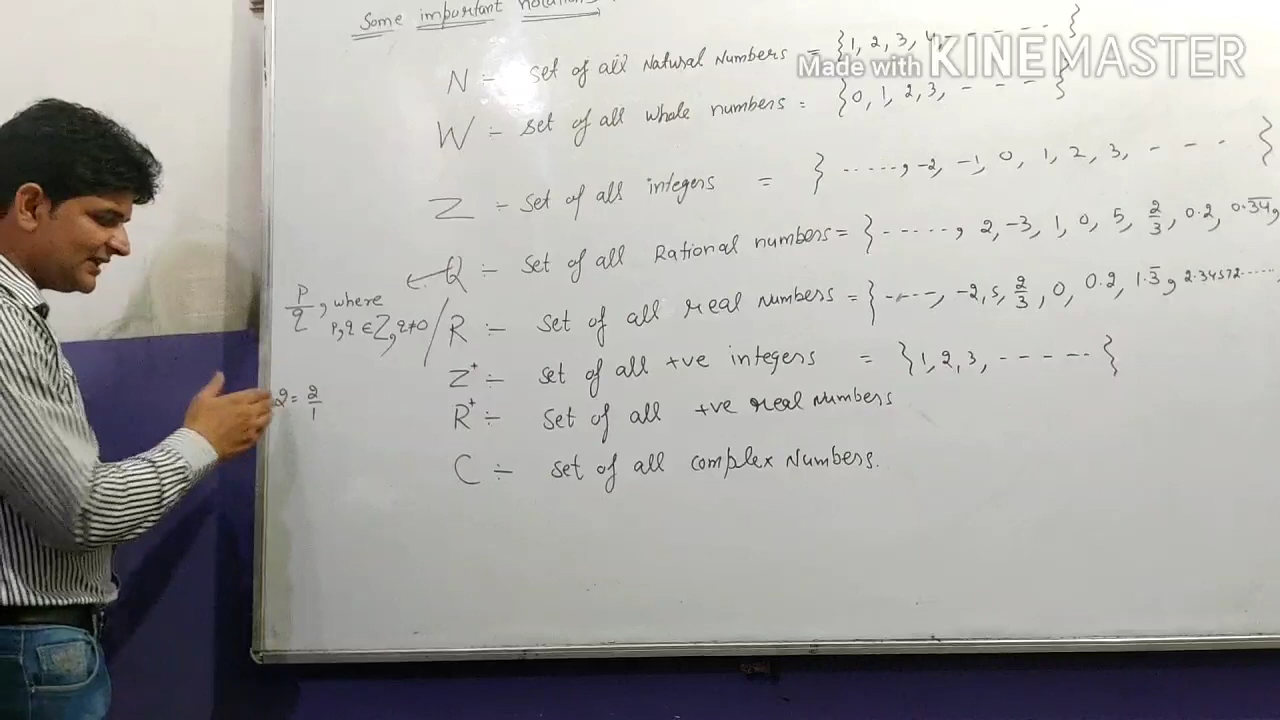 Some important notations
N :- set of all Natural Numbers = {1, 2, 3, 4, - - - - - }
Made with KINEMASTER
W :- set of all whole numbers = {0, 1, 2, 3, - - - }
Z :- set of all integers = { ......, -2, -1, 0, 1, 2, 3, - - - }
Q :- set of all Rational numbers = { - - - - -, 2, -3, 1, 0, 5, 2/3, 0.2, 0.3̅4̅,
P/q, where
p,q ∈ Z, q≠0
R :- set of all real Numbers = { - - - -, -2, 5, 2/3, 0, 0.2, 1.3̅, 2.34572......
Z⁺ :- set of all +ve integers = {1, 2, 3, - - - - - }
2 = 2/1
R⁺ :- set of all +ve real numbers
C :- set of all complex Numbers.